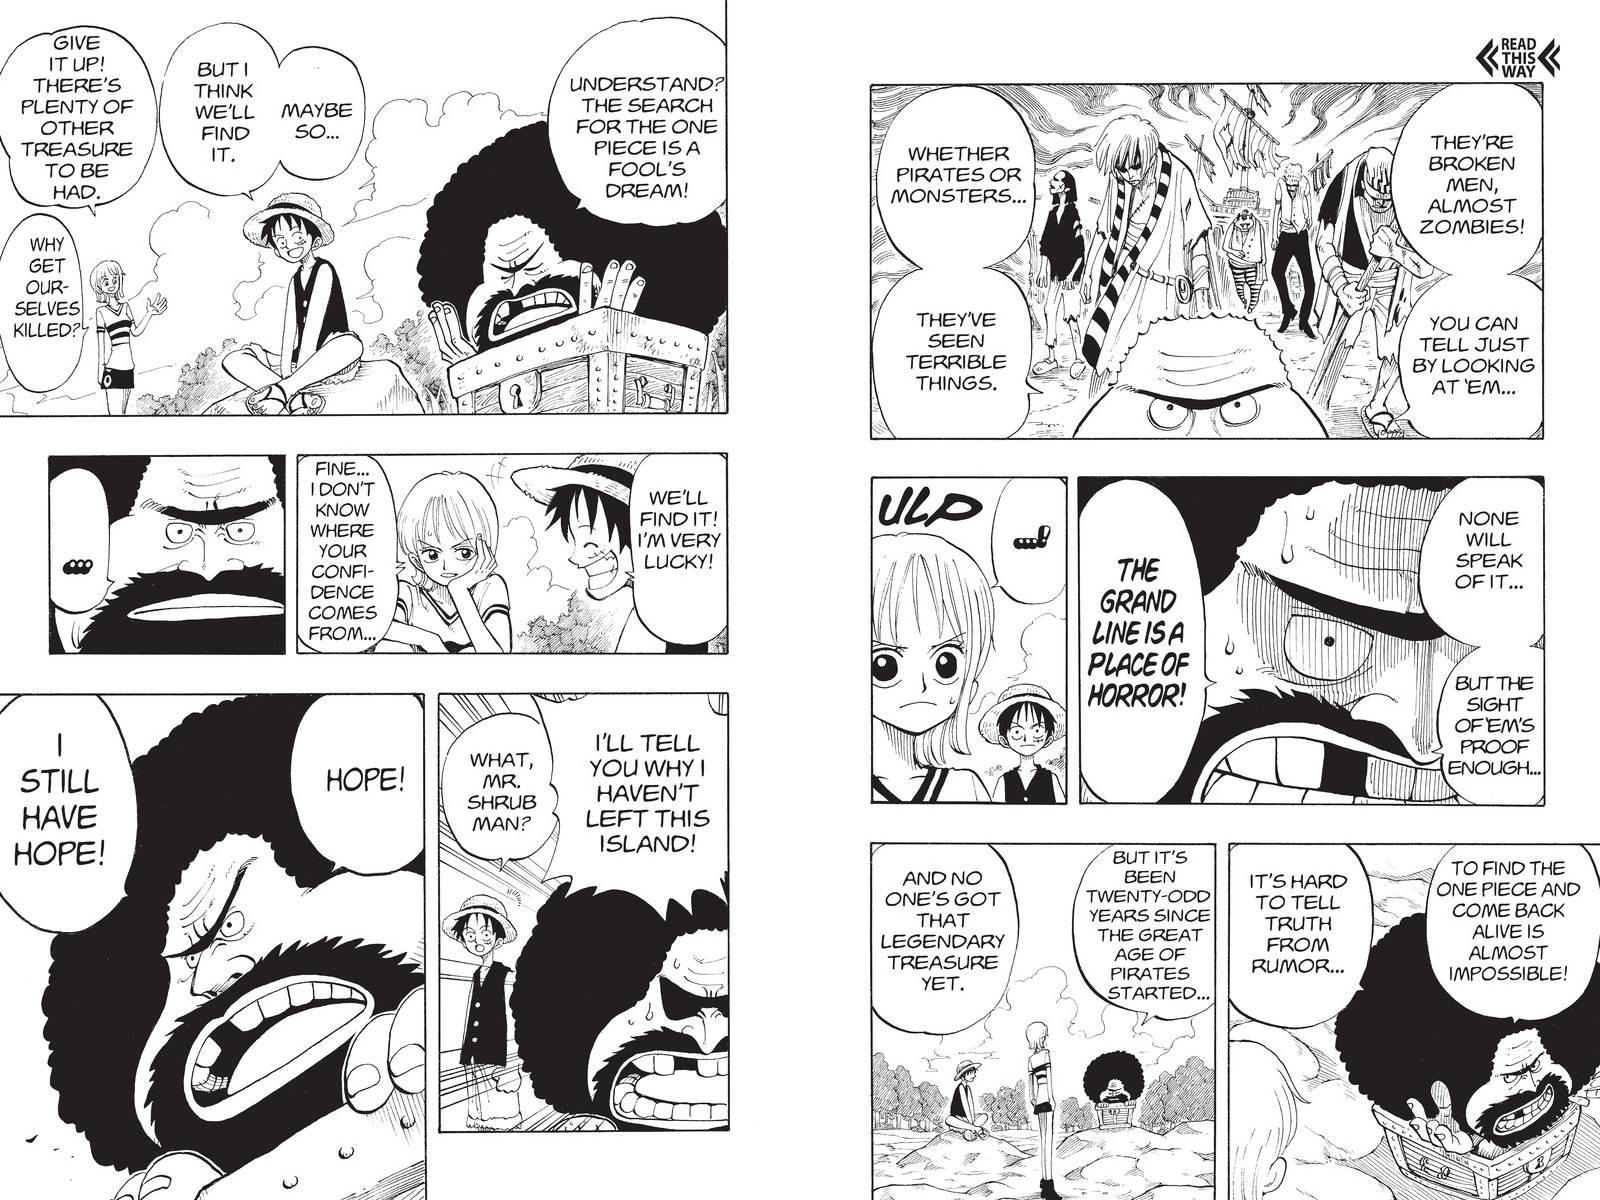 READ
THIS
WAY
THEY'RE
BROKEN
MEN,
ALMOST
ZOMBIES!
YOU CAN
TELL JUST
BY LOOKING
AT 'EM...
WHETHER
PIRATES OR
MONSTERS...
THEY'VE
SEEN
TERRIBLE
THINGS.
NONE
WILL
SPEAK
OF IT...
BUT THE
SIGHT
OF 'EM'S
PROOF
ENOUGH...
THE
GRAND
LINE IS A
PLACE OF
HORROR!
...!
ULP
TO FIND THE
ONE PIECE AND
COME BACK
ALIVE IS
ALMOST
IMPOSSIBLE!
IT'S HARD
TO TELL
TRUTH
FROM
RUMOR...
BUT IT'S
BEEN
TWENTY-ODD
YEARS SINCE
THE GREAT
AGE OF
PIRATES
STARTED...
AND NO
ONE'S GOT
THAT
LEGENDARY
TREASURE
YET.
UNDERSTAND?
THE SEARCH
FOR THE ONE
PIECE IS A
FOOL'S
DREAM!
MAYBE
SO...
BUT I
THINK
WE'LL
FIND
IT.
GIVE
IT UP!
THERE'S
PLENTY OF
OTHER
TREASURE
TO BE
HAD.
WHY
GET
OUR-
SELVES
KILLED?
WE'LL
FIND IT!
I'M VERY
LUCKY!
FINE...
I DON'T
KNOW
WHERE
YOUR
CONFI-
DENCE
COMES
FROM...
...
I'LL TELL
YOU WHY I
HAVEN'T
LEFT THIS
ISLAND!
WHAT,
MR.
SHRUB
MAN?
HOPE!
I
STILL
HAVE
HOPE!